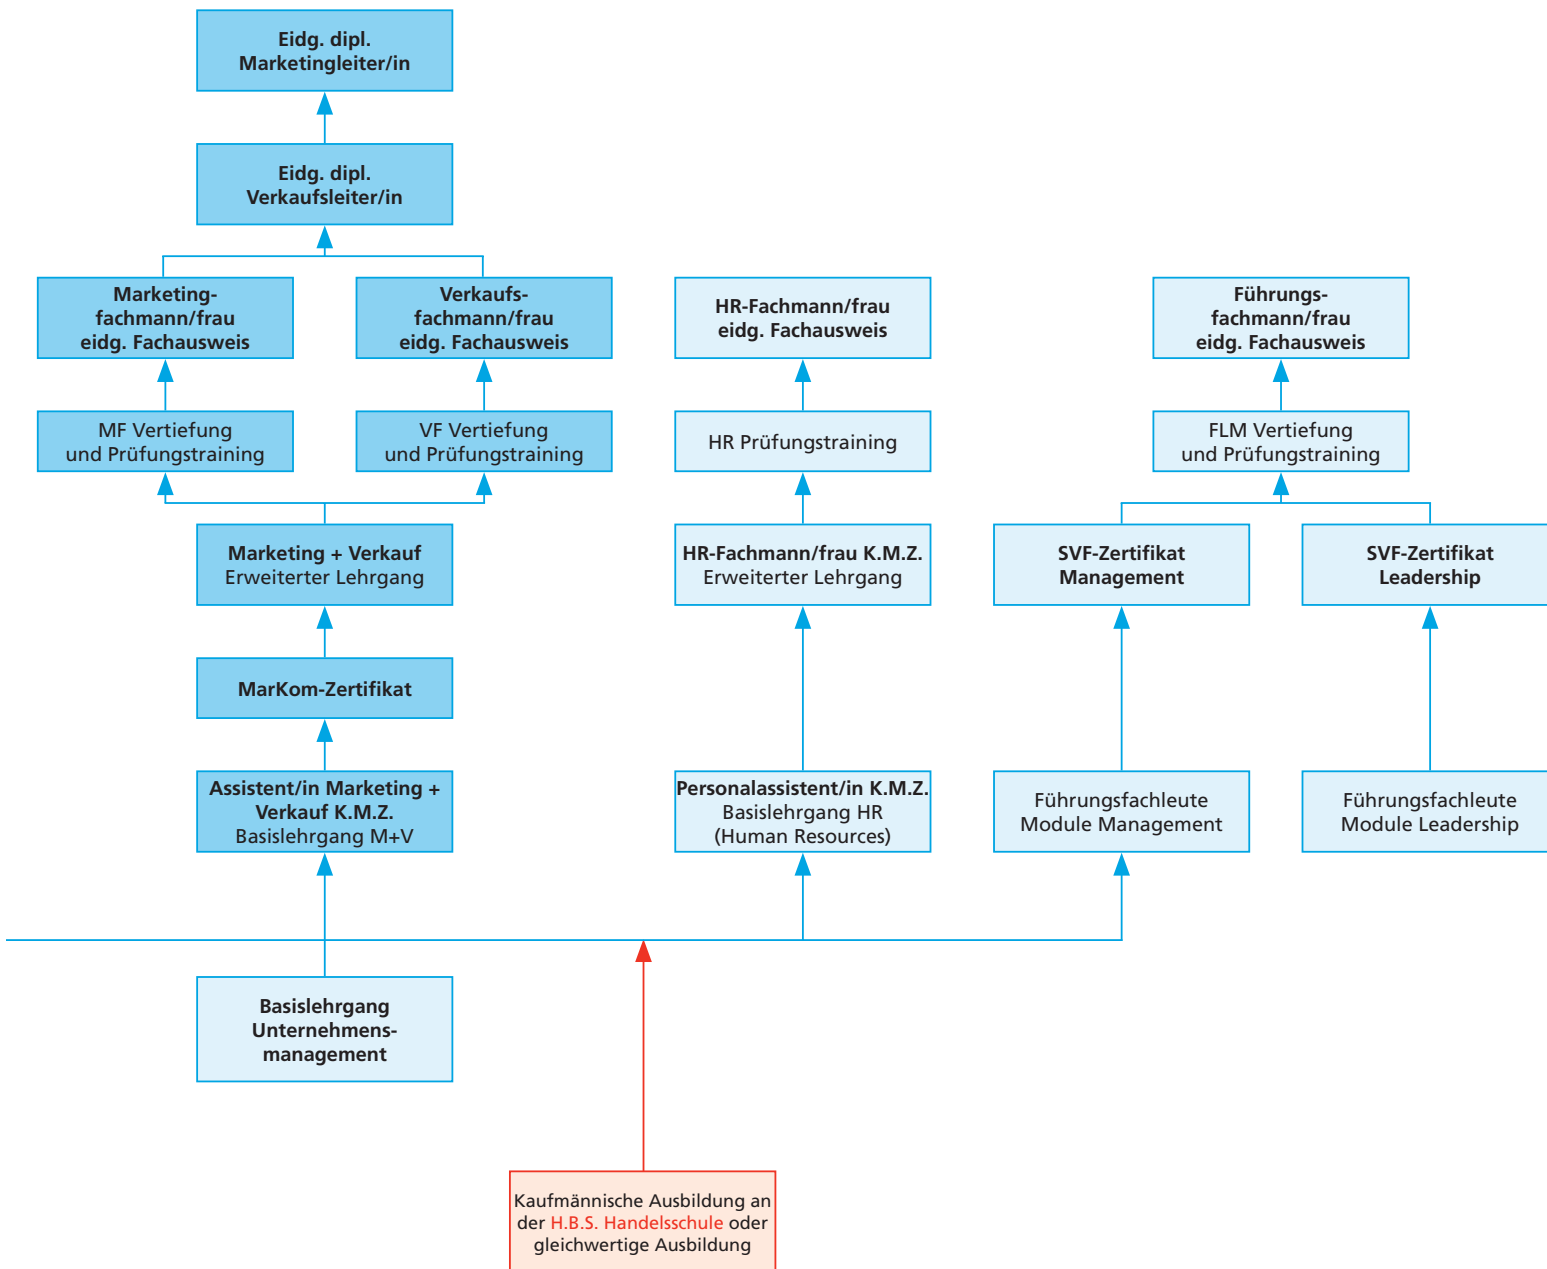 Eidg. dipl.
Marketingleiter/in
Eidg. dipl.
Verkaufsleiter/in
Marketing-
fachmann/frau
eidg. Fachausweis
Verkaufs-
fachmann/frau
eidg. Fachausweis
HR-Fachmann/frau
eidg. Fachausweis
Führungs-
fachmann/frau
eidg. Fachausweis
MF Vertiefung
und Prüfungstraining
VF Vertiefung
und Prüfungstraining
HR Prüfungstraining
FLM Vertiefung
und Prüfungstraining
Marketing + Verkauf
Erweiterter Lehrgang
HR-Fachmann/frau K.M.Z.
Erweiterter Lehrgang
SVF-Zertifikat
Management
SVF-Zertifikat
Leadership
MarKom-Zertifikat
Assistent/in Marketing +
Verkauf K.M.Z.
Basislehrgang M+V
Personalassistent/in K.M.Z.
Basislehrgang HR
(Human Resources)
Führungsfachleute
Module Management
Führungsfachleute
Module Leadership
Basislehrgang
Unternehmens-
management
Kaufmännische Ausbildung an
der H.B.S. Handelsschule oder
gleichwertige Ausbildung